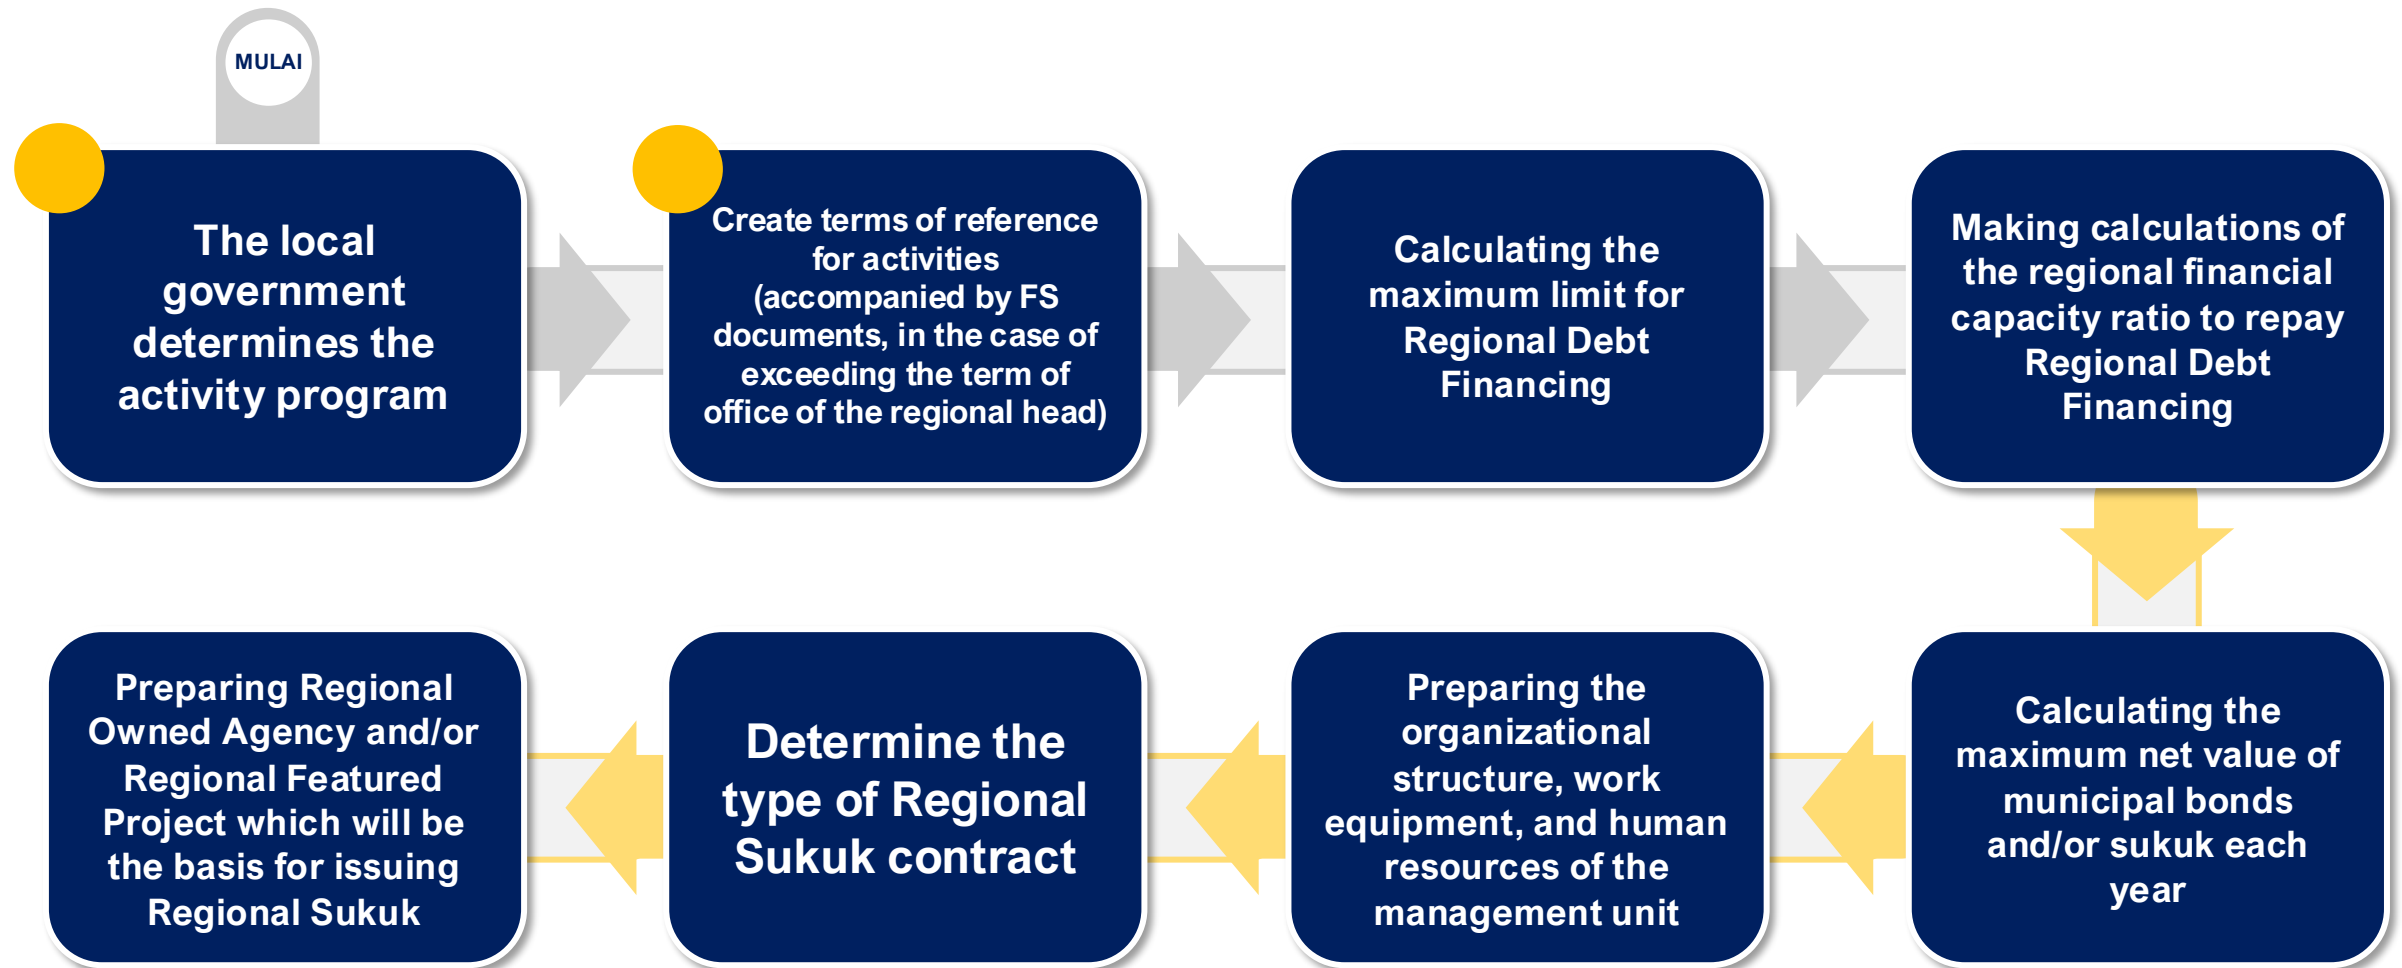 MULAI
The local
government
determines the
activity program
Create terms of reference
for activities
(accompanied by FS
documents, in the case of
exceeding the term of
office of the regional head)
Calculating the
maximum limit for
Regional Debt
Financing
Making calculations of
the regional financial
capacity ratio to repay
Regional Debt
Financing
Calculating the
maximum net value of
municipal bonds
and/or sukuk each
year
Preparing the
organizational
structure, work
equipment, and human
resources of the
management unit
Determine the
type of Regional
Sukuk contract
Preparing Regional
Owned Agency and/or
Regional Featured
Project which will be
the basis for issuing
Regional Sukuk